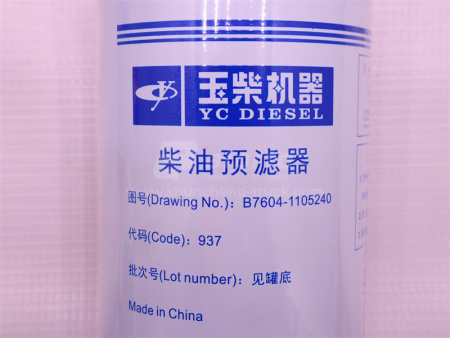 玉柴机器
YC DIESEL
柴油预滤器
图号(Drawing No.)：B7604-1105240
代码(Code)：937
批次号(Lot number)：见罐底
Made in China